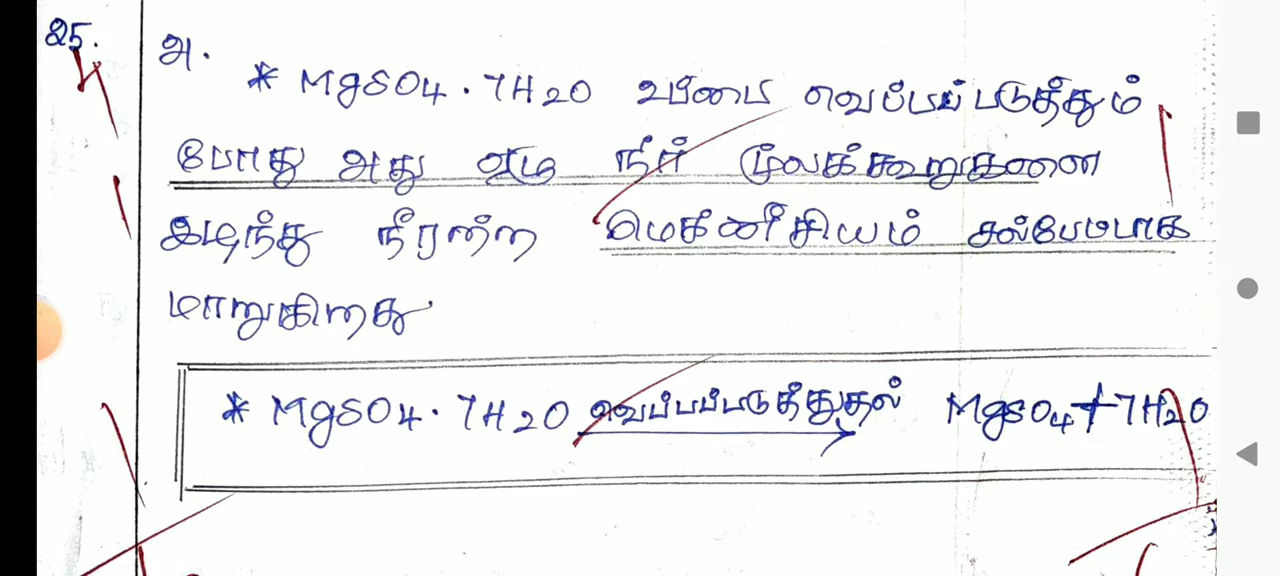 25.
அ.
* MgSO4 . 7H2O உப்பை வெப்பப்படுத்தும்
போது அது ஏழு நீர் மூலக்கூறுகளை
இழந்து நீரற்ற மெக்னீசியம் சல்பேட்டாக
மாறுகிறது
* MgSO4 . 7H2O வெப்பப்படுத்துதல் MgSO4 + 7H2O